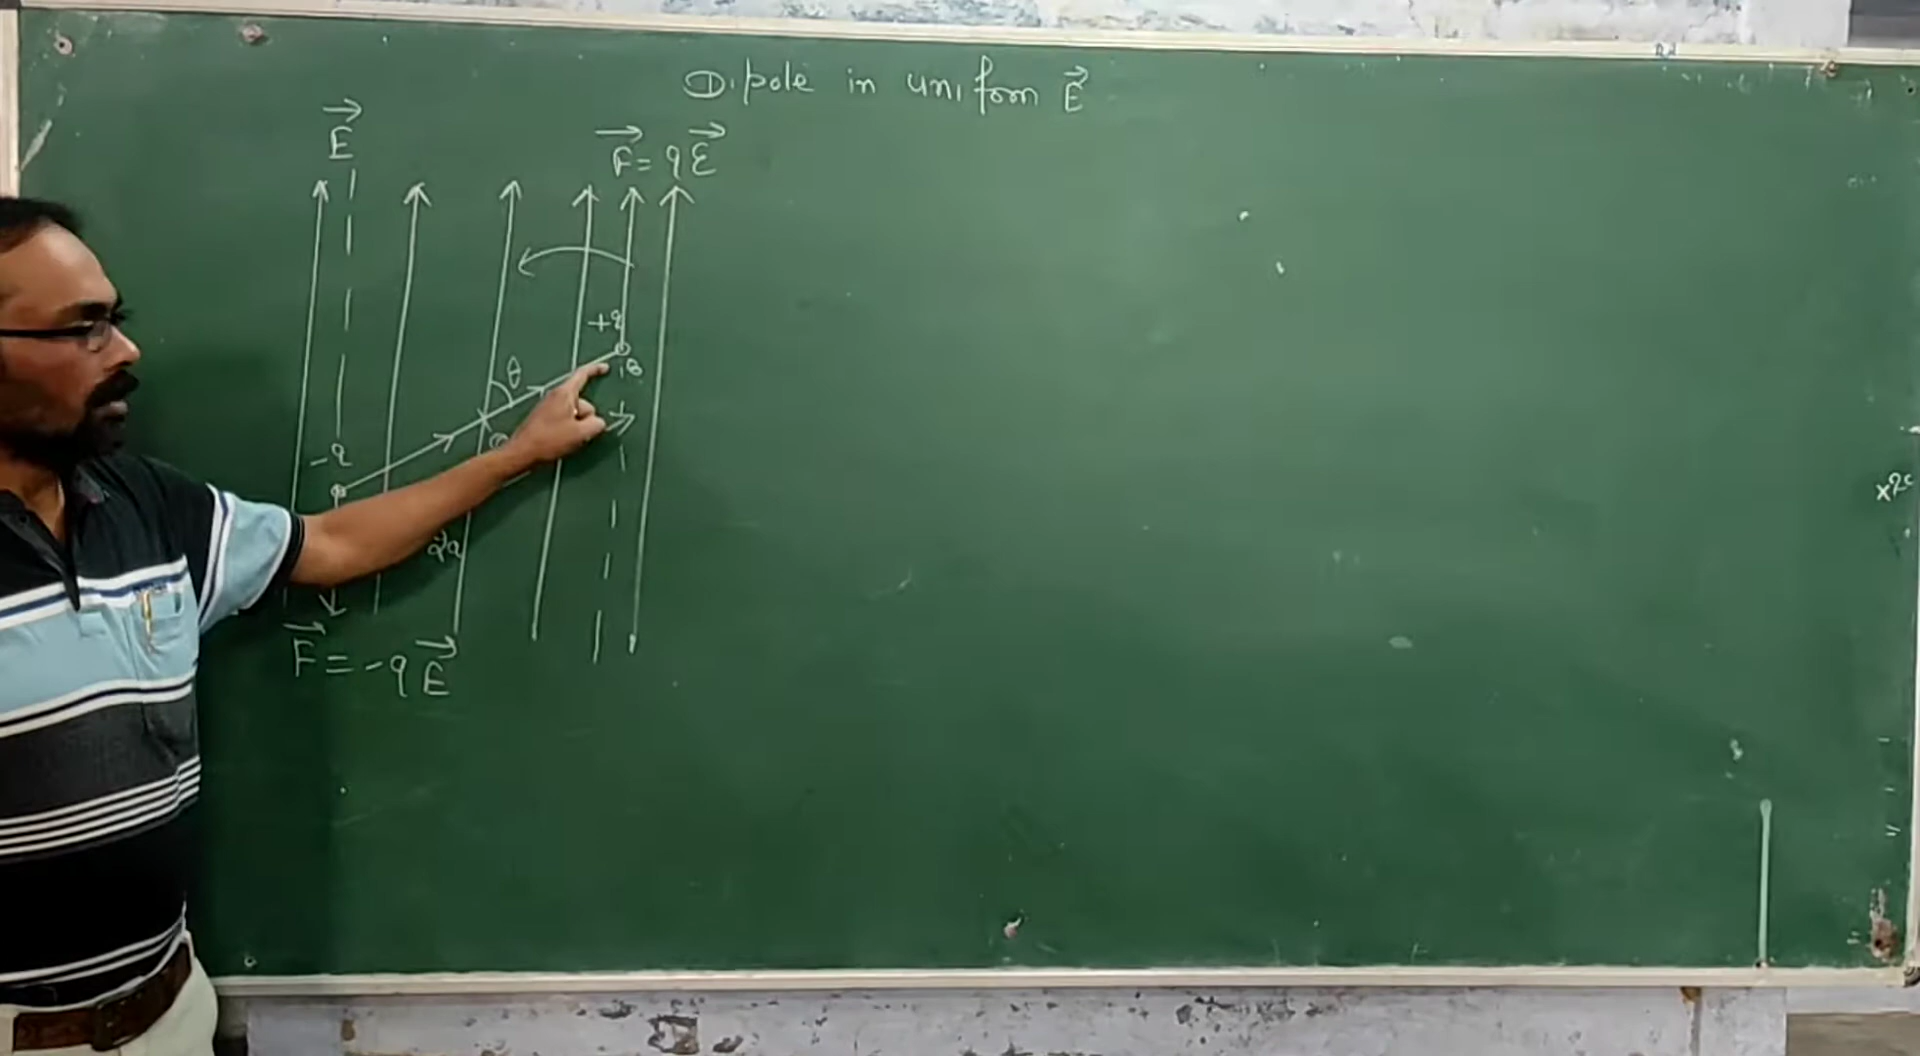 Dipole in uniform E⃗
E⃗
F⃗ = qE⃗
+q
θ
B
-q
2a
F⃗ = -qE⃗